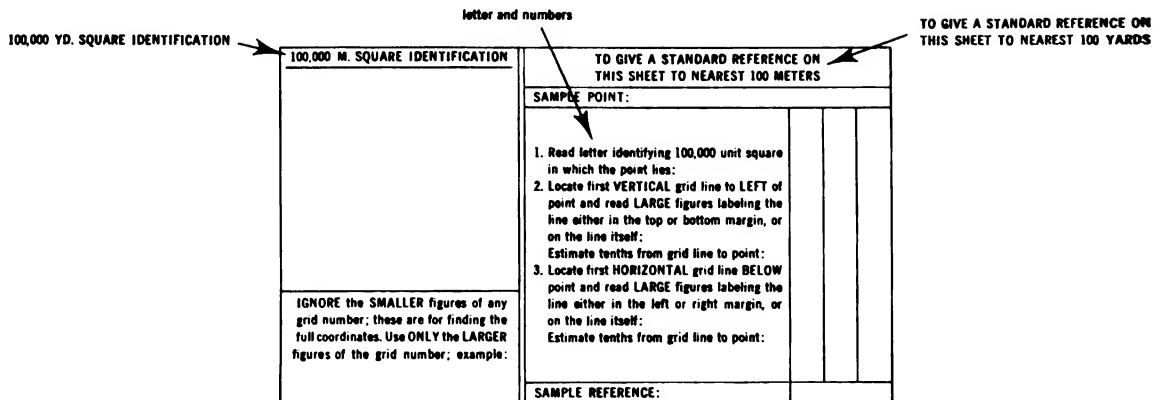 letter and numbers
100,000 YD. SQUARE IDENTIFICATION
TO GIVE A STANDARD REFERENCE ON
THIS SHEET TO NEAREST 100 YARDS
100,000 M. SQUARE IDENTIFICATION
TO GIVE A STANDARD REFERENCE ON
THIS SHEET TO NEAREST 100 METERS
SAMPLE POINT:
1. Read letter identifying 100,000 unit square
in which the point lies:
2. Locate first VERTICAL grid line to LEFT of
point and read LARGE figures labeling the
line either in the top or bottom margin, or
on the line itself:
Estimate tenths from grid line to point:
3. Locate first HORIZONTAL grid line BELOW
point and read LARGE figures labeling the
line either in the left or right margin, or
on the line itself:
Estimate tenths from grid line to point:
IGNORE the SMALLER figures of any
grid number; these are for finding the
full coordinates. Use ONLY the LARGER
figures of the grid number; example:
SAMPLE REFERENCE: